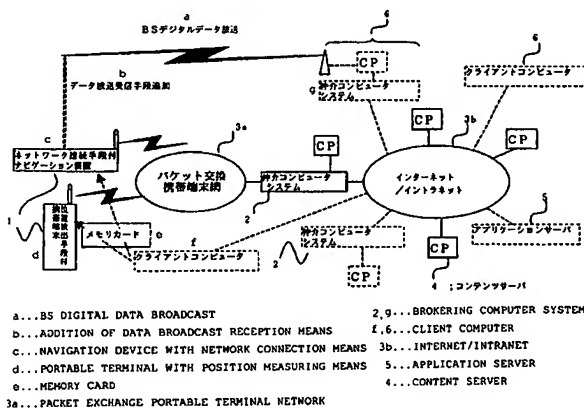 a
BSデジタルデータ放送
b
データ放送受信手段追加
c
ネットワーク接続手段付
ナビゲーション装置
1
d
位置検出手段付
携帯端末
メモリカード
e
3a
パケット交換
携帯端末網
f
クライアントコンピュータ
6
CP
g
仲介コンピュータ
システム
CP
仲介コンピュータ
システム
2
2
仲介コンピュータ
システム
CP
6
クライアントコンピュータ
3b
CP
CP
インターネット
/イントラネット
5
アプリケーションサーバ
CP
4 ;コンテンツサーバ
a...BS DIGITAL DATA BROADCAST
b...ADDITION OF DATA BROADCAST RECEPTION MEANS
c...NAVIGATION DEVICE WITH NETWORK CONNECTION MEANS
d...PORTABLE TERMINAL WITH POSITION MEASURING MEANS
e...MEMORY CARD
3a...PACKET EXCHANGE PORTABLE TERMINAL NETWORK
2,g...BROKERING COMPUTER SYSTEM
f,6...CLIENT COMPUTER
3b...INTERNET/INTRANET
5...APPLICATION SERVER
4...CONTENT SERVER